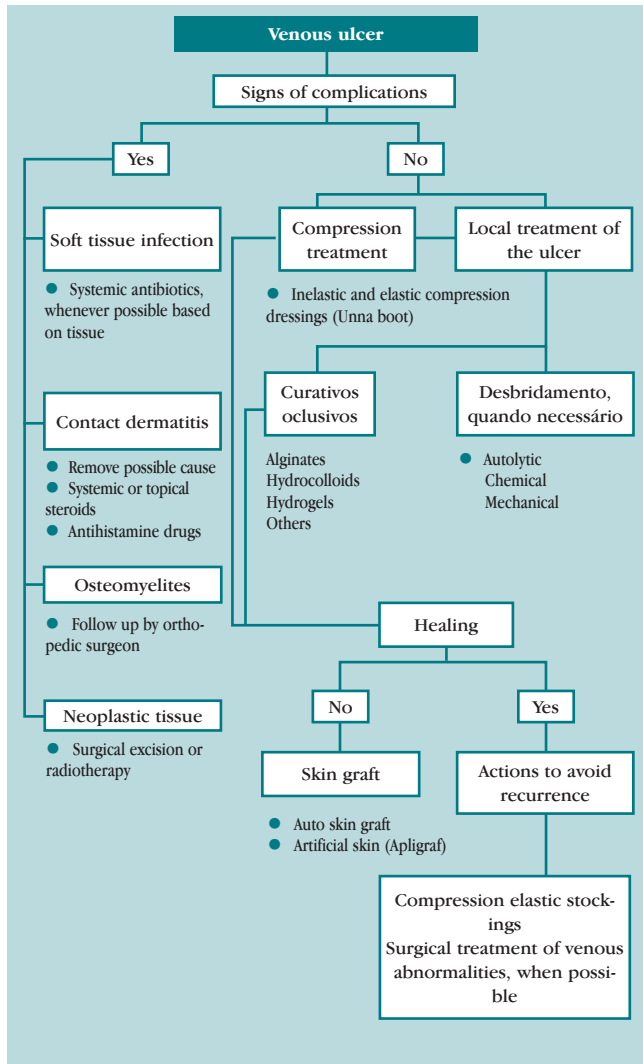 Venous ulcer
Signs of complications
Yes
No
Soft tissue infection
● Systemic antibiotics,
whenever possible based
on tissue
Contact dermatitis
● Remove possible cause
● Systemic or topical
steroids
● Antihistamine drugs
Osteomyelites
● Follow up by ortho-
pedic surgeon
Neoplastic tissue
● Surgical excision or
radiotherapy
Compression
treatment
● Inelastic and elastic compression
dressings (Unna boot)
Local treatment of
the ulcer
Curativos
oclusivos
Alginates
Hydrocolloids
Hydrogels
Others
Desbridamento,
quando necessário
● Autolytic
Chemical
Mechanical
Healing
No
Yes
Skin graft
● Auto skin graft
● Artificial skin (Apligraf)
Actions to avoid
recurrence
Compression elastic stock-
ings
Surgical treatment of venous
abnormalities, when possi-
ble